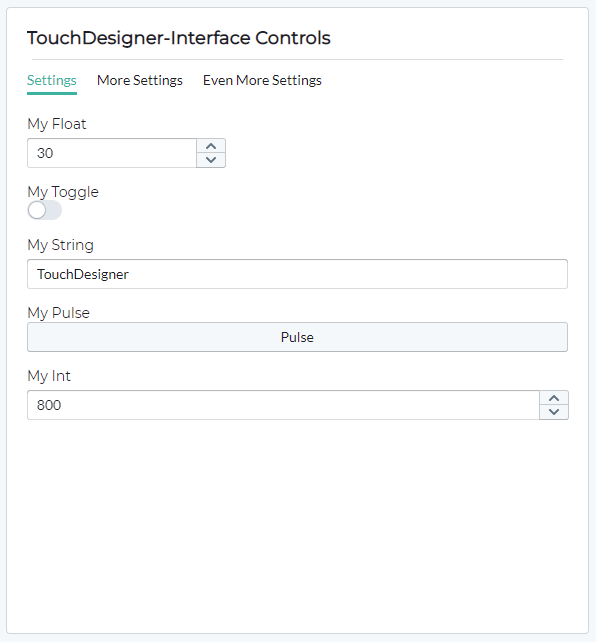 TouchDesigner-Interface Controls
Settings More Settings Even More Settings
My Float
30
My Toggle
My String
TouchDesigner
My Pulse
Pulse
My Int
800